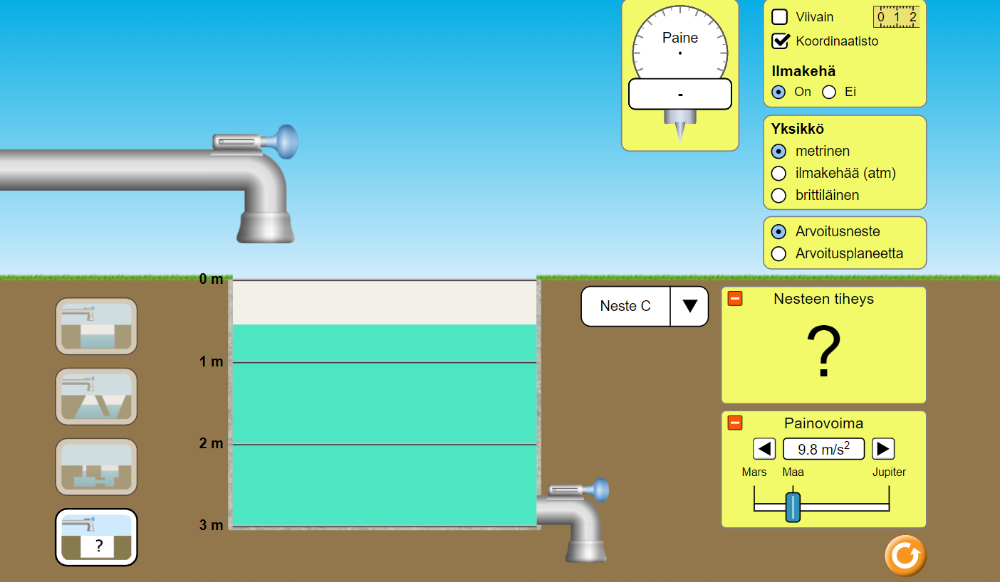 Paine
-
Viivain
0 1 2
Koordinaatisto
Ilmakehä
On Ei
Yksikkö
metrinen
ilmakehää (atm)
brittiläinen
Arvoitusneste
Arvoitusplaneetta
0 m
1 m
2 m
3 m
?
Neste C
Nesteen tiheys
?
Painovoima
9.8 m/s²
Mars Maa Jupiter